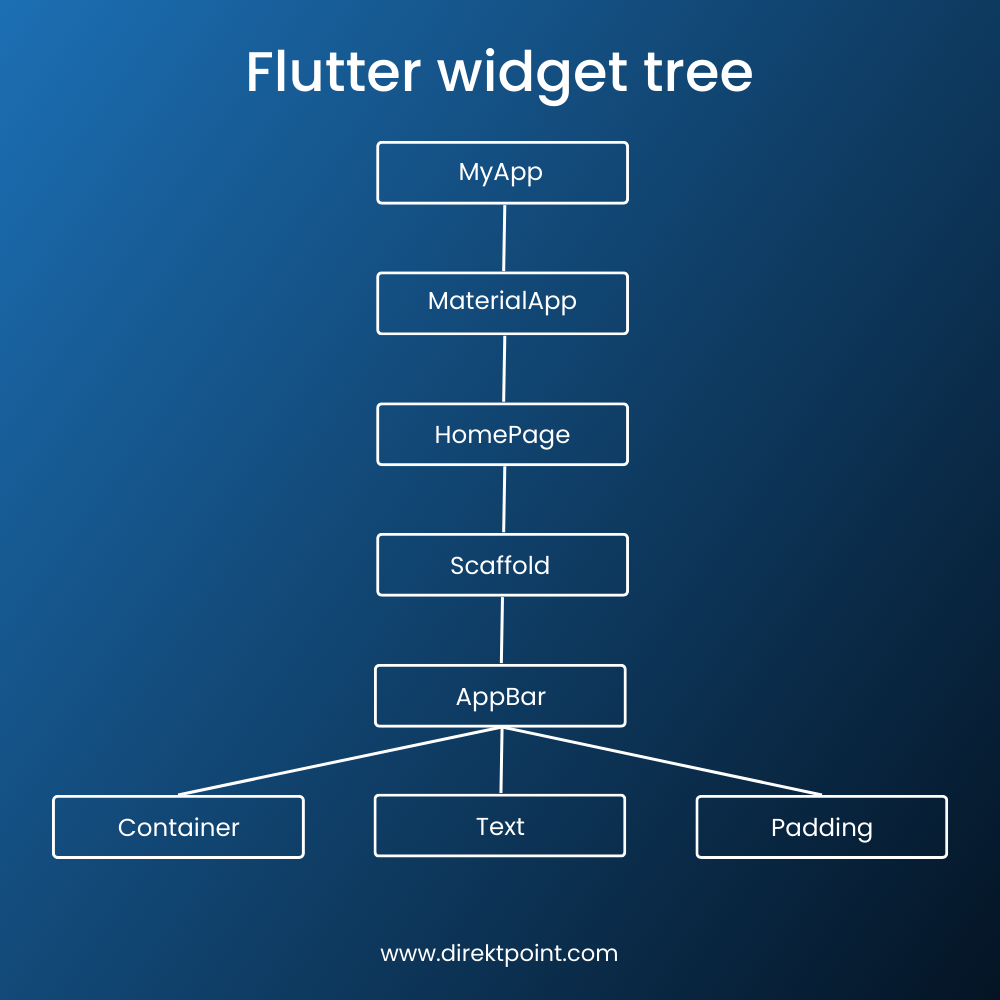 Flutter widget tree
MyApp
MaterialApp
HomePage
Scaffold
AppBar
Container
Text
Padding
www.direktpoint.com